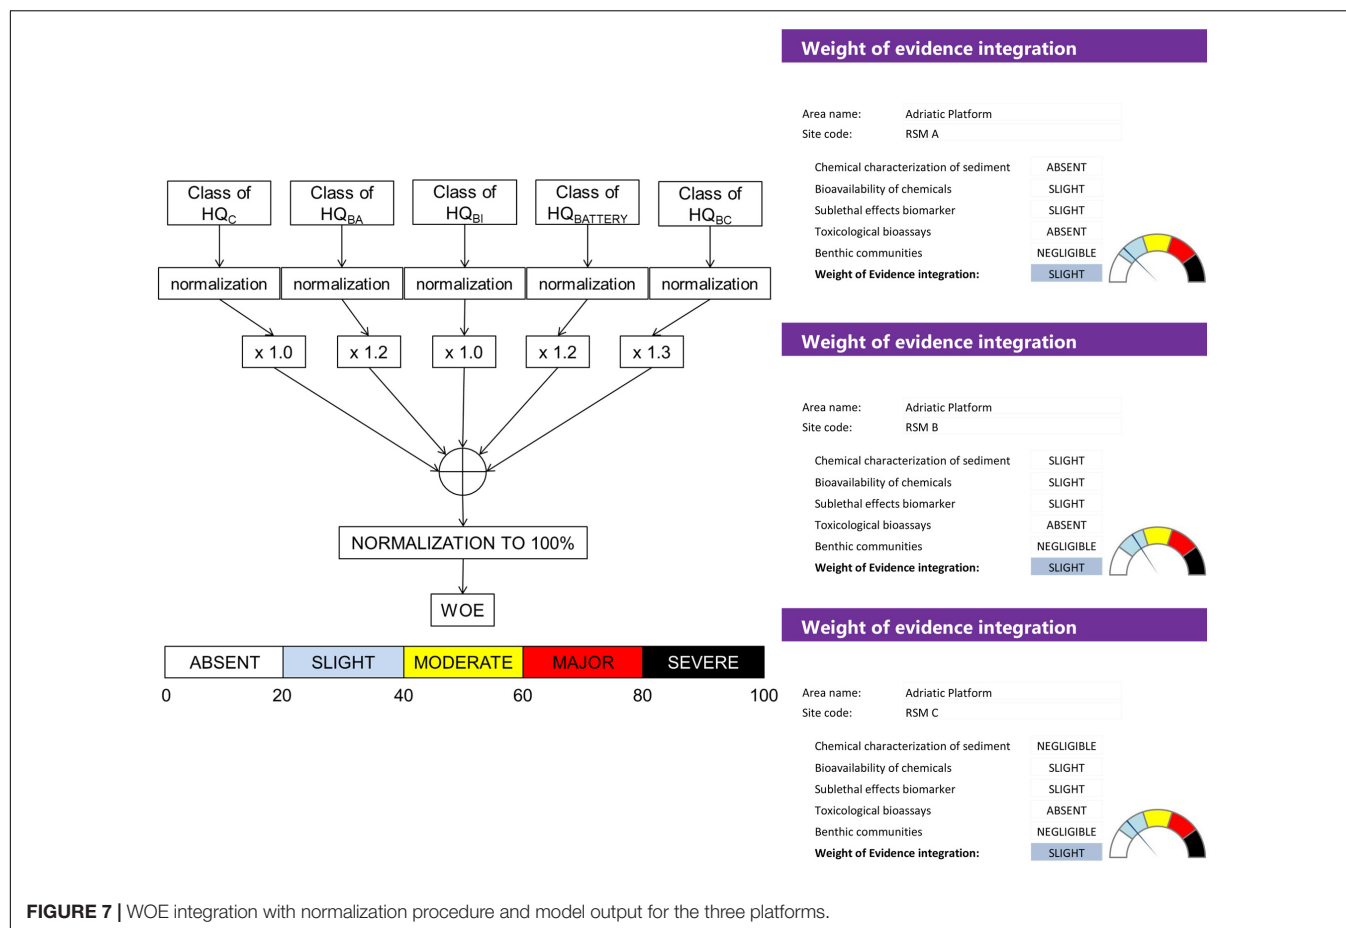 Class of HQC
Class of HQBA
Class of HQBI
Class of HQBATTERY
Class of HQBC
normalization
normalization
normalization
normalization
normalization
x 1.0
x 1.2
x 1.0
x 1.2
x 1.3
NORMALIZATION TO 100%
WOE
ABSENT SLIGHT MODERATE MAJOR SEVERE
0 20 40 60 80 100
Weight of evidence integration
Area name: Adriatic Platform
Site code: RSM A
Chemical characterization of sediment ABSENT
Bioavailability of chemicals SLIGHT
Sublethal effects biomarker SLIGHT
Toxicological bioassays ABSENT
Benthic communities NEGLIGIBLE
Weight of Evidence integration: SLIGHT
Weight of evidence integration
Area name: Adriatic Platform
Site code: RSM B
Chemical characterization of sediment SLIGHT
Bioavailability of chemicals SLIGHT
Sublethal effects biomarker SLIGHT
Toxicological bioassays ABSENT
Benthic communities NEGLIGIBLE
Weight of Evidence integration: SLIGHT
Weight of evidence integration
Area name: Adriatic Platform
Site code: RSM C
Chemical characterization of sediment NEGLIGIBLE
Bioavailability of chemicals SLIGHT
Sublethal effects biomarker SLIGHT
Toxicological bioassays ABSENT
Benthic communities NEGLIGIBLE
Weight of Evidence integration: SLIGHT
FIGURE 7 | WOE integration with normalization procedure and model output for the three platforms.